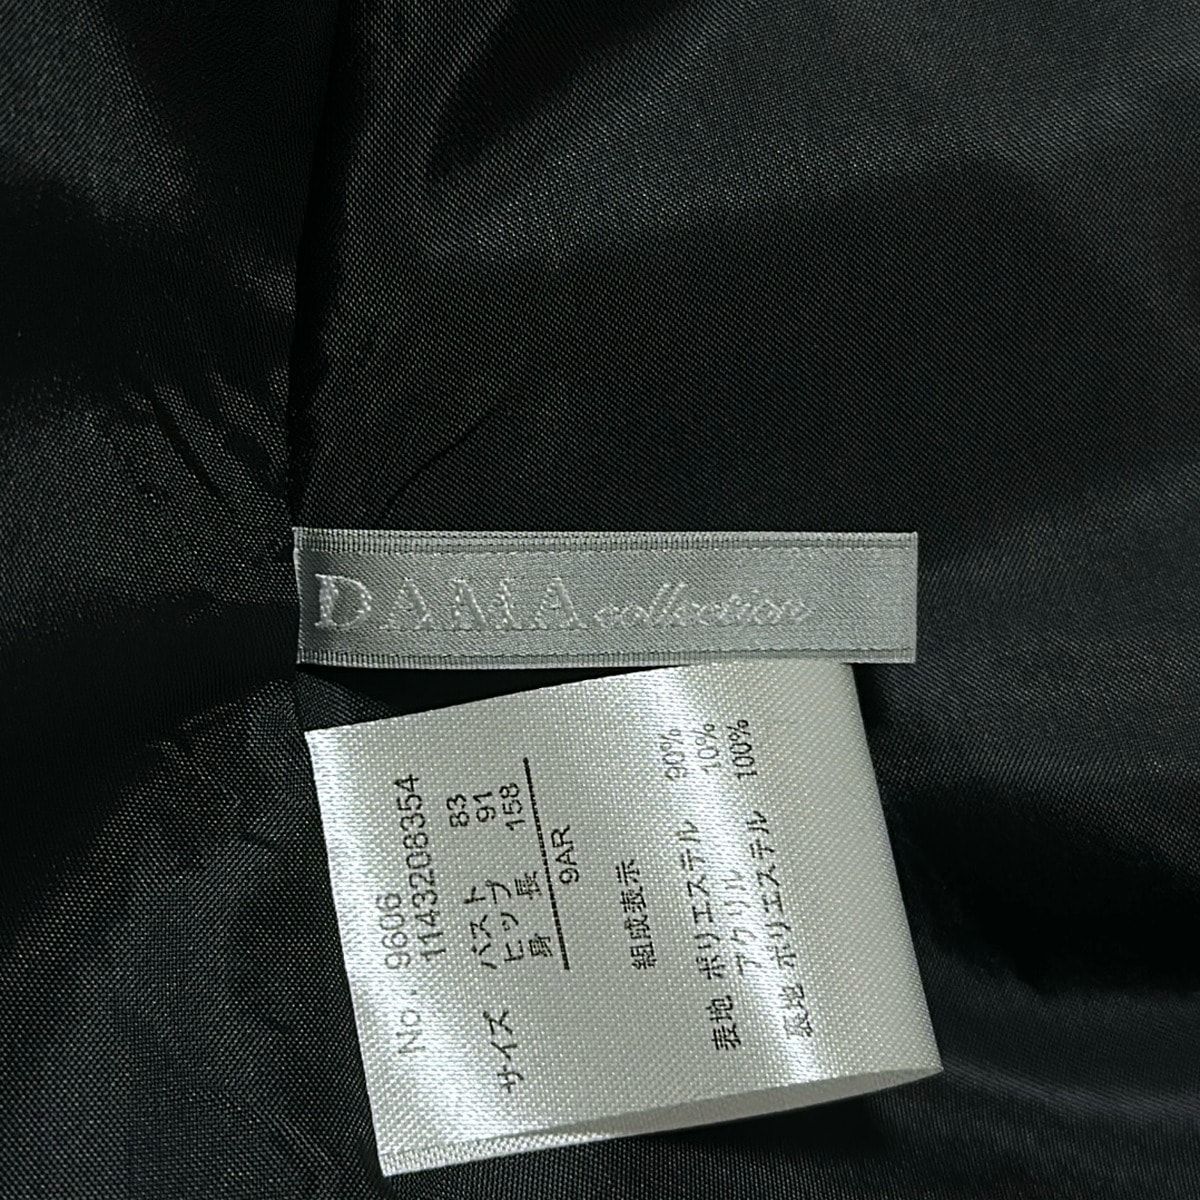 DAMA collection
No. 9606
1143208354
サイズ バスト 83
ヒップ 91
身 長 158
9AR
組成表示
表地 ポリエステル 90%
アクリル 10%
裏地 ポリエステル 100%